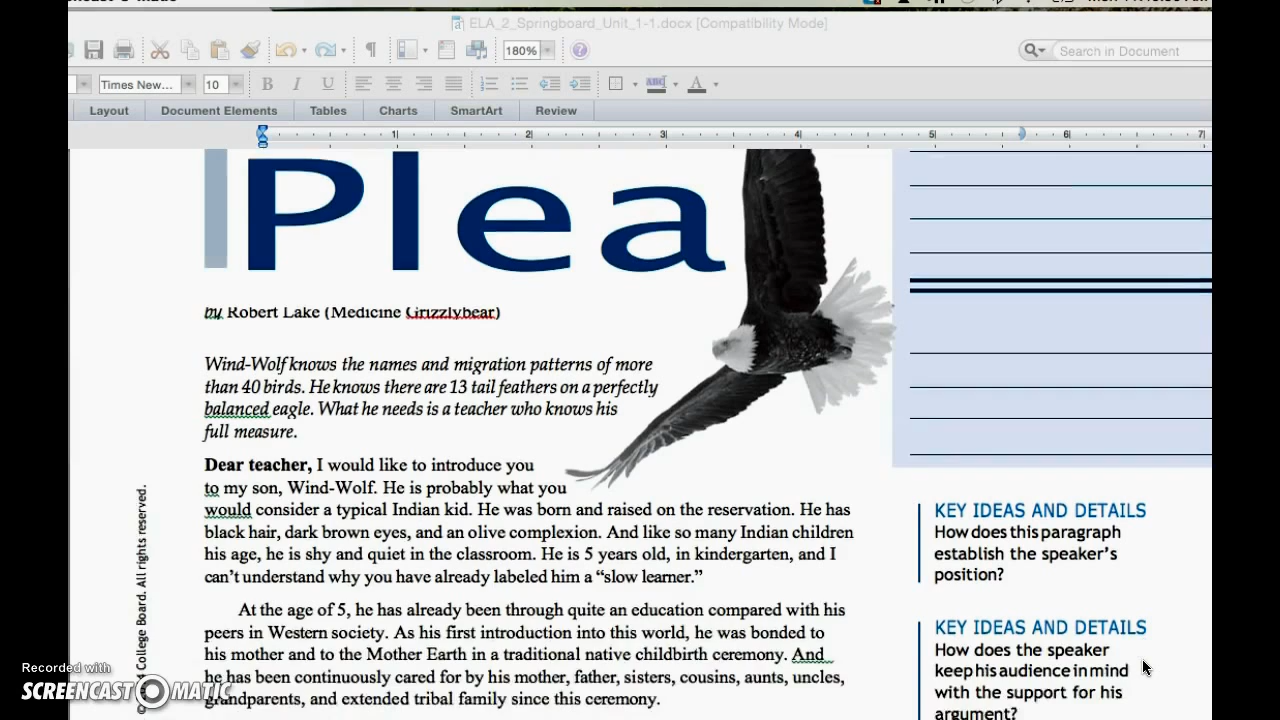 ELA_2_Springboard_Unit_1-1.docx [Compatibility Mode]
180%
Search in Document
Times New...
10
B
I
U
ABC
A
Layout
Document Elements
Tables
Charts
SmartArt
Review
1
2
3
4
5
6
7
Plea
by Robert Lake (Medicine Grizzlybear)
Wind-Wolf knows the names and migration patterns of more
than 40 birds. He knows there are 13 tail feathers on a perfectly
balanced eagle. What he needs is a teacher who knows his
full measure.
Dear teacher, I would like to introduce you
to my son, Wind-Wolf. He is probably what you
would consider a typical Indian kid. He was born and raised on the reservation. He has
black hair, dark brown eyes, and an olive complexion. And like so many Indian children
his age, he is shy and quiet in the classroom. He is 5 years old, in kindergarten, and I
can't understand why you have already labeled him a “slow learner.”
At the age of 5, he has already been through quite an education compared with his
peers in Western society. As his first introduction into this world, he was bonded to
his mother and to the Mother Earth in a traditional native childbirth ceremony. And
he has been continuously cared for by his mother, father, sisters, cousins, aunts, uncles,
grandparents, and extended tribal family since this ceremony.
KEY IDEAS AND DETAILS
How does this paragraph
establish the speaker's
position?
KEY IDEAS AND DETAILS
How does the speaker
keep his audience in mind
with the support for his
argument?
College Board. All rights reserved.
Recorded with
SCREENCAST-O-MATIC